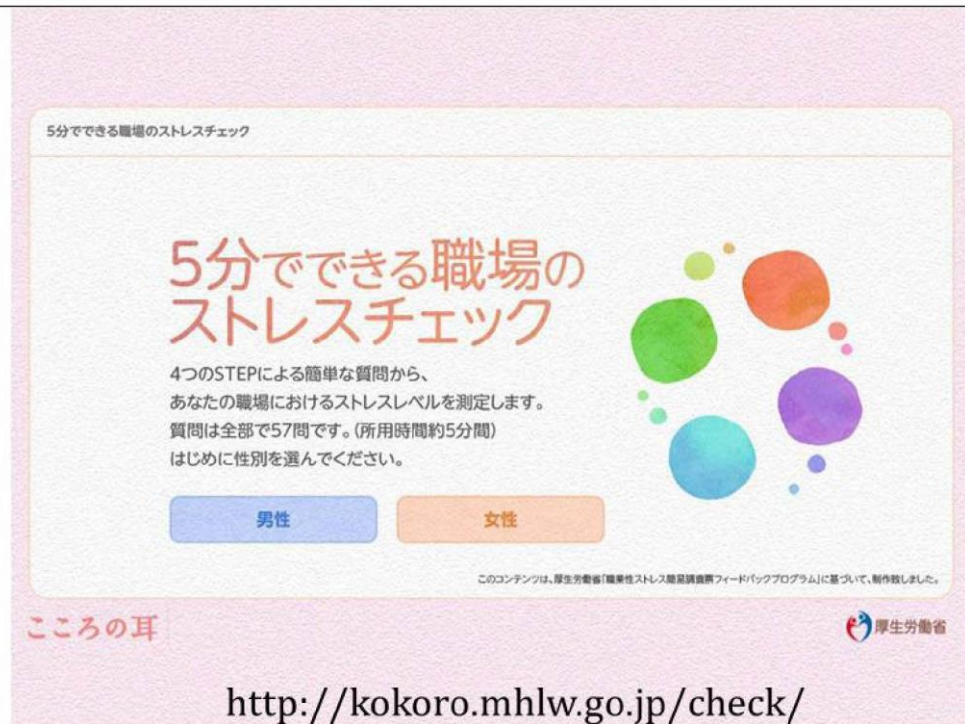 5分でできる職場のストレスチェック
5分でできる職場の
ストレスチェック
4つのSTEPによる簡単な質問から、
あなたの職場におけるストレスレベルを測定します。
質問は全部で57問です。(所用時間約5分間)
はじめに性別を選んでください。
男性
女性
このコンテンツは、厚生労働省「職業性ストレス簡易調査票フィードバックプログラム」に基づいて、制作致しました。
こころの耳
厚生労働省
http://kokoro.mhlw.go.jp/check/